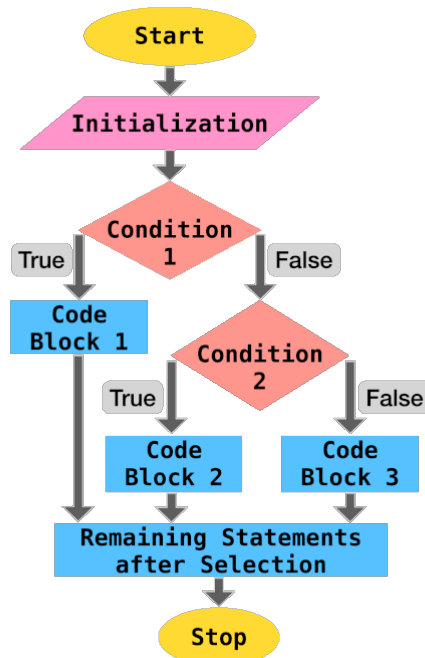 Start
Initialization
Condition
1
True
False
Code
Block 1
Condition
2
True
False
Code
Block 2
Code
Block 3
Remaining Statements
after Selection
Stop